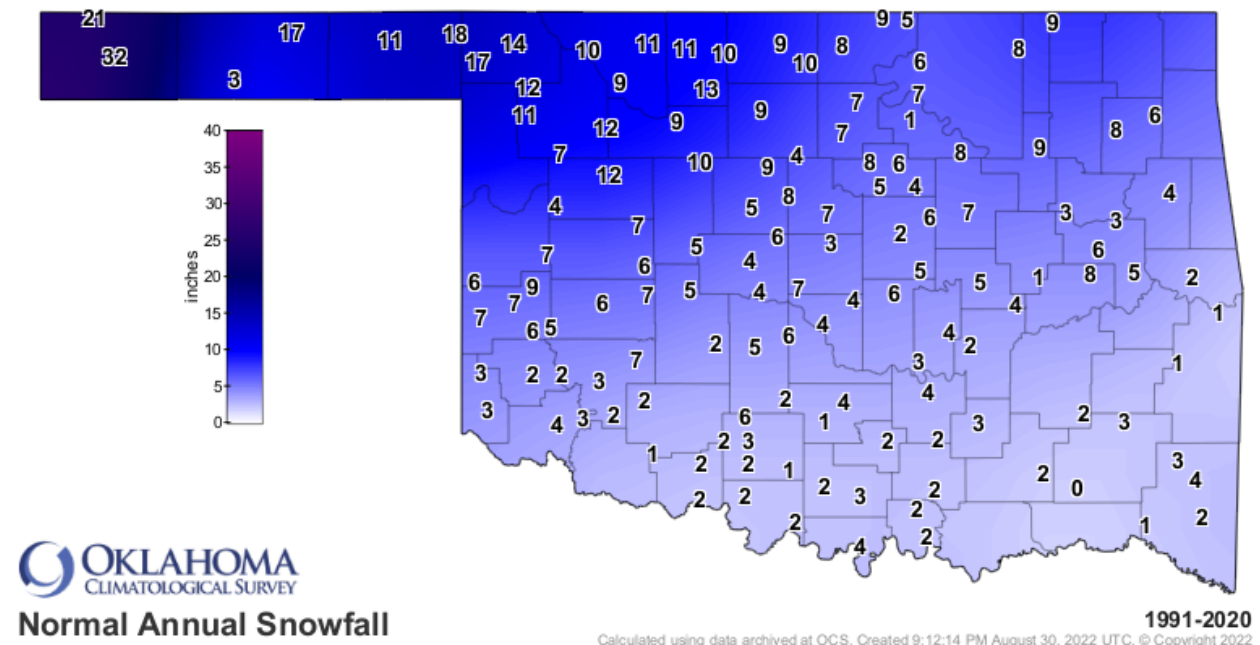 21 17 11 18 14 10 11 11 10 9 8 9 5 9
32 17 10 6 8
3 9 12 13 7
11 12 9 9 7 7 1 8 6
7 12 10 9 4 8 6 8 9
4 7 5 8 7 5 4 6 7 3 3 4
7 6 5 6 4 3 2 6
6 9 7 6 7 5 4 7 4 6 5 5 4 1 8 5 2
7 6 5 2 5 6 4 3 4 2 1
3 2 2 3 7 1
3 4 3 2 2 2 6 4 1 4 3 2 3
1 2 3 2 2
2 2 1 2 0 3 4
2 2 2 3 2 2 1 2
2 4 2
40
35
30
25
20
15
10
5
0
inches
OKLAHOMA
CLIMATOLOGICAL SURVEY
Normal Annual Snowfall
1991-2020
Calculated using data archived at OCS. Created 9:12:14 PM August 30, 2022 UTC. © Copyright 2022